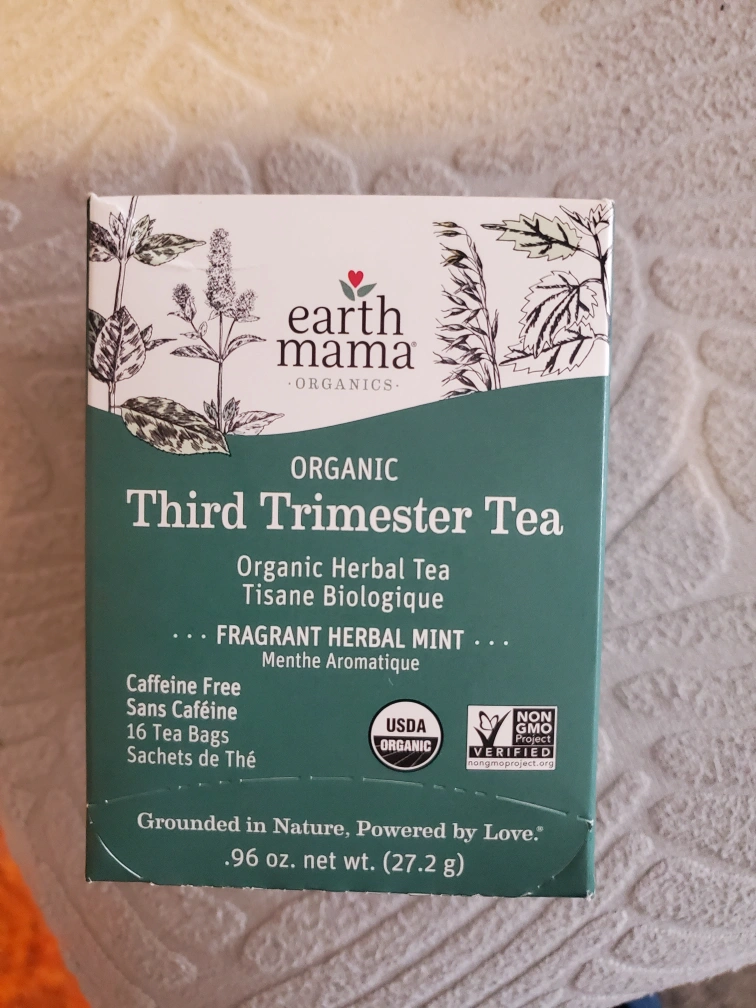 earth
mama®
·ORGANICS·
ORGANIC
Third Trimester Tea
Organic Herbal Tea
Tisane Biologique
··· FRAGRANT HERBAL MINT ···
Menthe Aromatique
Caffeine Free
Sans Caféine
16 Tea Bags
Sachets de Thé
USDA
ORGANIC
NON
GMO
Project
VERIFIED
nongmoproject.org
Grounded in Nature, Powered by Love.®
.96 oz. net wt. (27.2 g)